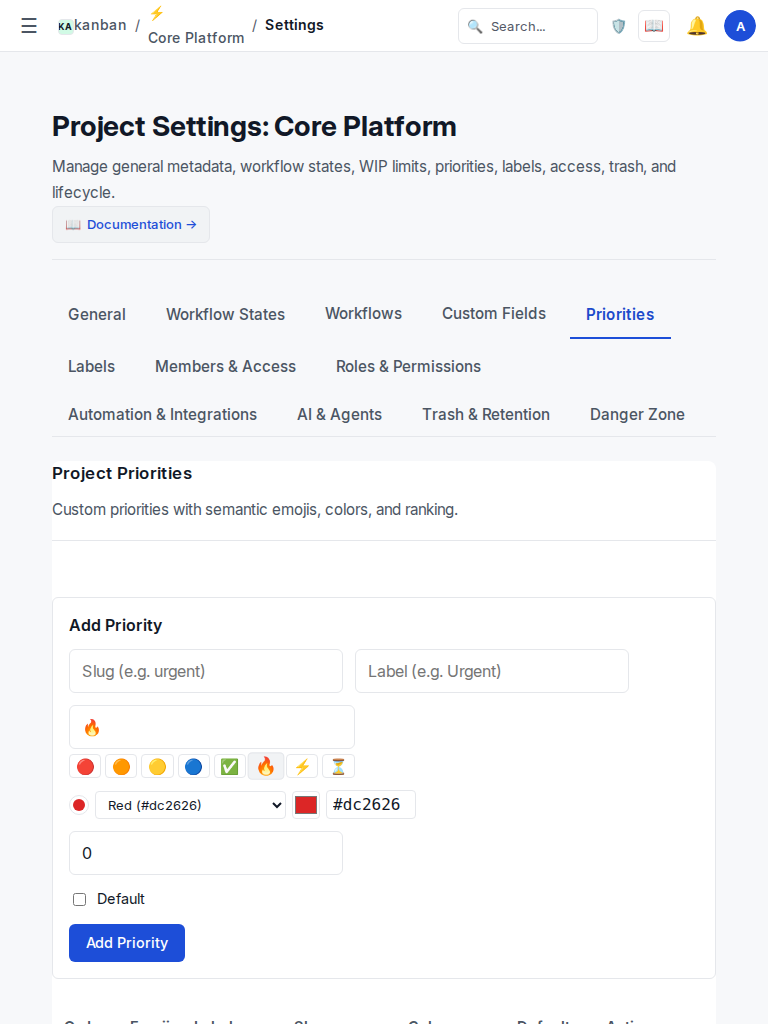 ☰ KA kanban / ⚡ Core Platform / Settings 🔍 Search... 🛡️ 📖 🔔 A
Project Settings: Core Platform
Manage general metadata, workflow states, WIP limits, priorities, labels, access, trash, and
lifecycle.
📖 Documentation →
General Workflow States Workflows Custom Fields Priorities
Labels Members & Access Roles & Permissions
Automation & Integrations AI & Agents Trash & Retention Danger Zone
Project Priorities
Custom priorities with semantic emojis, colors, and ranking.
Add Priority
Slug (e.g. urgent) Label (e.g. Urgent)
🔥
🔴 🟠 🟡 🔵 ✅ 🔥 ⚡ ⏳
Red (#dc2626) #dc2626
0
Default
Add Priority